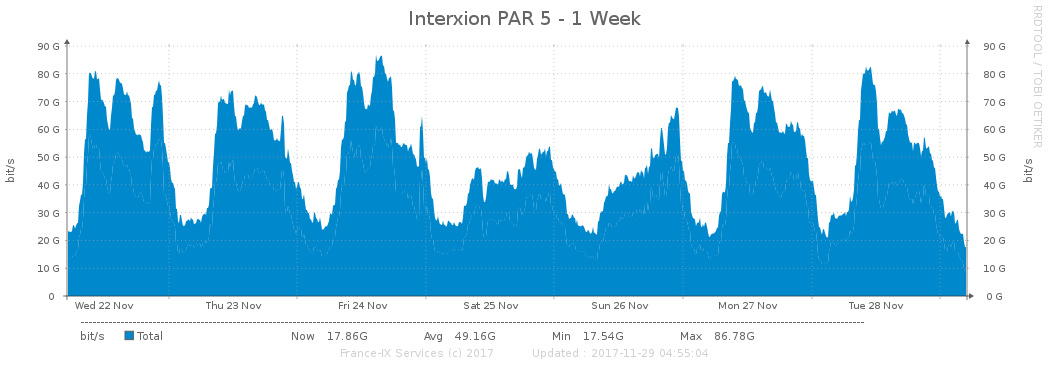 Interxion PAR 5 - 1 Week
RRDTOOL / TOBI OETIKER
bit/s
90 G
80 G
70 G
60 G
50 G
40 G
30 G
20 G
10 G
0
90 G
80 G
70 G
60 G
50 G
40 G
30 G
20 G
10 G
0 G
bit/s
Wed 22 Nov Thu 23 Nov Fri 24 Nov Sat 25 Nov Sun 26 Nov Mon 27 Nov Tue 28 Nov
bit/s Total Now 17.86G Avg 49.16G Min 17.54G Max 86.78G
France-IX Services (c) 2017 Updated : 2017-11-29 04:55:04